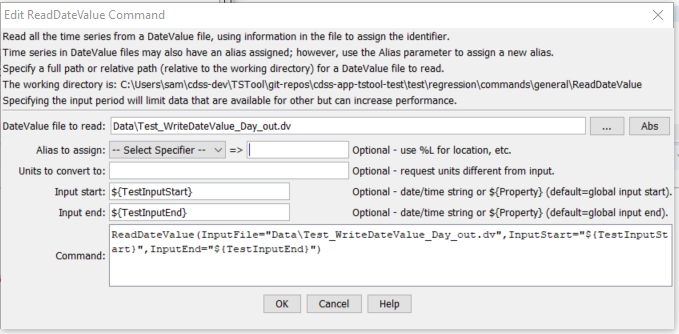 Edit ReadDateValue Command
Read all the time series from a DateValue file, using information in the file to assign the identifier.
Time series in DateValue files may also have an alias assigned; however, use the Alias parameter to assign a new alias.
Specify a full path or relative path (relative to the working directory) for a DateValue file to read.
The working directory is: C:\Users\sam\cdss-dev\TSTool\git-repos\cdss-app-tstool-test\test\regression\commands\general\ReadDateValue
Specifying the input period will limit data that are available for other but can increase performance.
DateValue file to read: Data\Test_WriteDateValue_Day_out.dv ... Abs
Alias to assign: -- Select Specifier -- => Optional - use %L for location, etc.
Units to convert to: Optional - request units different from input.
Input start: ${TestInputStart} Optional - date/time string or ${Property} (default=global input start).
Input end: ${TestInputEnd} Optional - date/time string or ${Property} (default=global input end).
ReadDateValue(InputFile="Data\Test_WriteDateValue_Day_out.dv",InputStart="${TestInputSt
art}",InputEnd="${TestInputEnd}")
Command:
OK Cancel Help